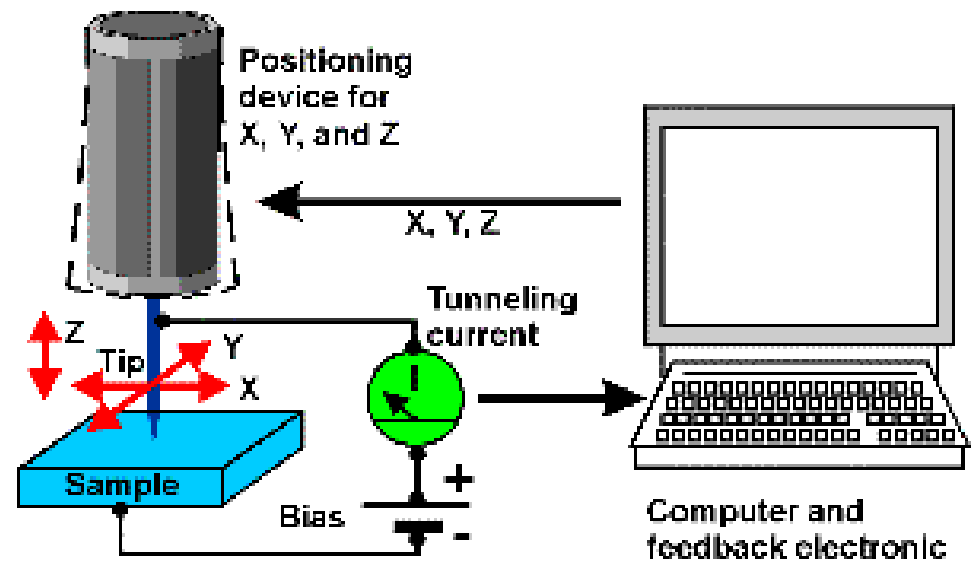 Positioning
device for
X, Y, and Z
X, Y, Z
Tunneling
current
Z
Y
Tip
X
I
Sample
Bias
+
-
Computer and
feedback electronic